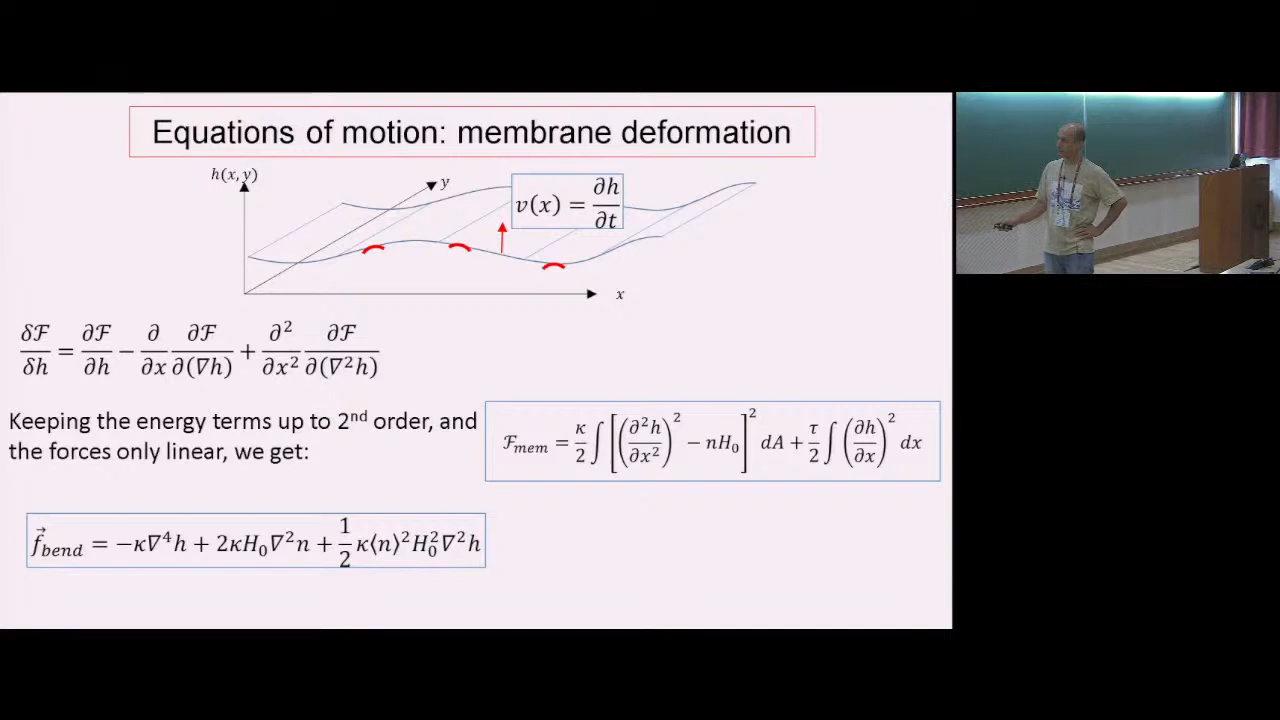 Equations of motion: membrane deformation
h(x, y)
y
v(x) = ∂h/∂t
x
δℱ/δh = ∂ℱ/∂h − ∂/∂x ∂ℱ/∂(∇h) + ∂²/∂x² ∂ℱ/∂(∇²h)
Keeping the energy terms up to 2nd order, and
the forces only linear, we get:
ℱmem = κ/2 ∫ [(∂²h/∂x²)² − nH₀]² dA + τ/2 ∫ (∂h/∂x)² dx
f⃗bend = −κ∇⁴h + 2κH₀∇²n + 1/2 κ⟨n⟩²H₀²∇²h